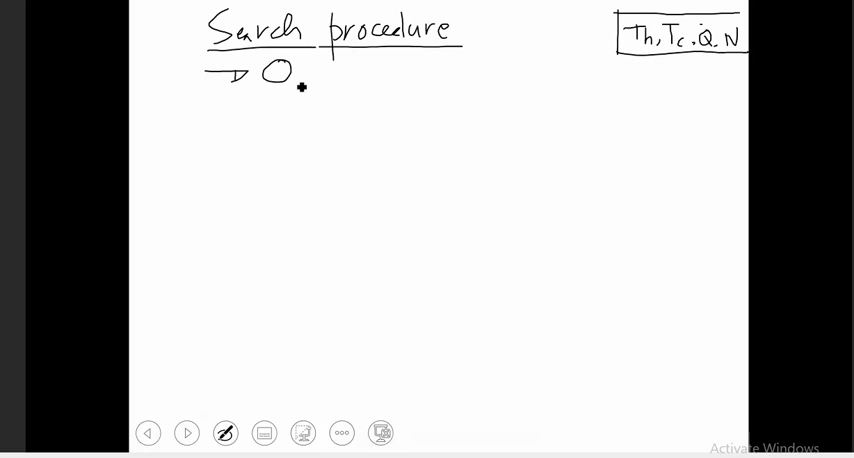 Search procedure
Th, Tc, Q̇, N
→ O
Activate Windows